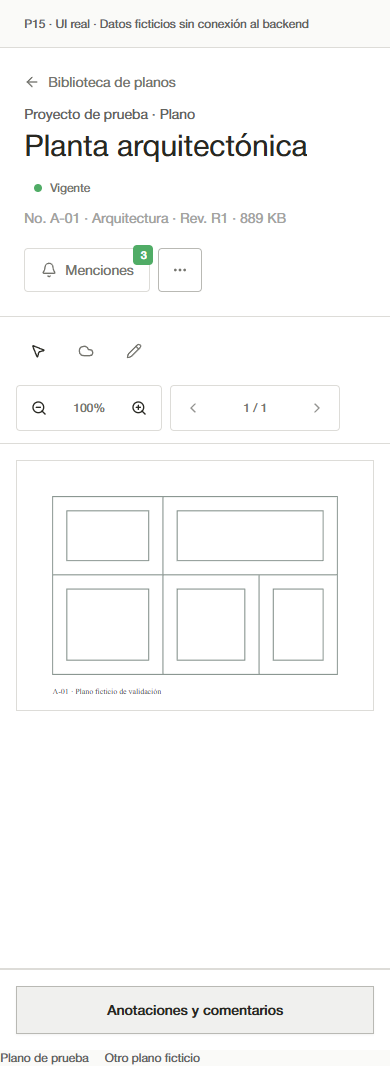 P15 · UI real · Datos ficticios sin conexión al backend
Biblioteca de planos
Proyecto de prueba · Plano
Planta arquitectónica
Vigente
No. A-01 · Arquitectura · Rev. R1 · 889 KB
Menciones 3
100%
1 / 1
A-01 · Plano ficticio de validación
Anotaciones y comentarios
Plano de prueba Otro plano ficticio